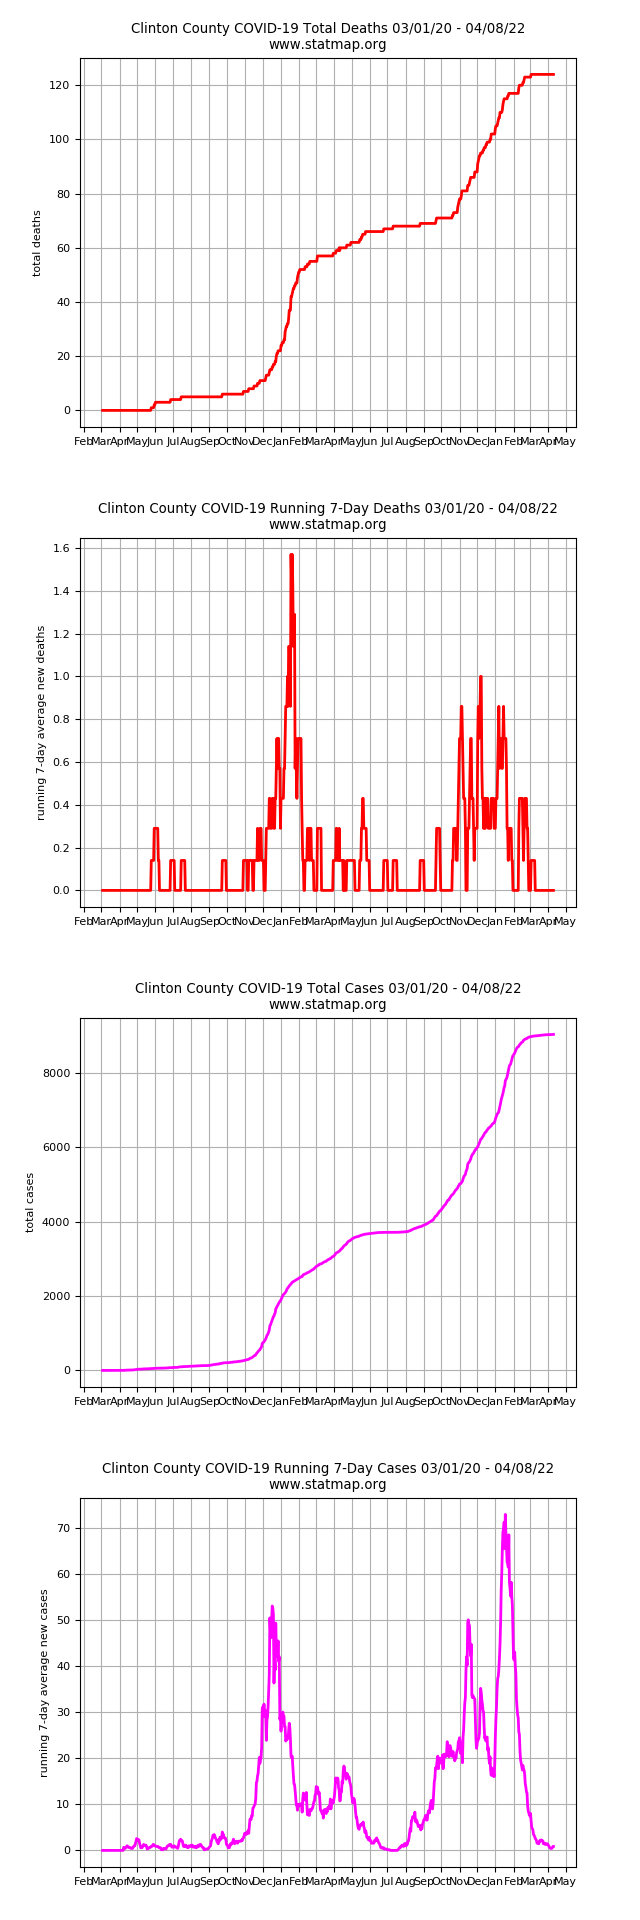 Clinton County COVID-19 Total Deaths 03/01/20 - 04/08/22
www.statmap.org
120
100
80
60
40
20
0
total deaths
Feb Mar Apr May Jun Jul Aug Sep Oct Nov Dec Jan Feb Mar Apr May Jun Jul Aug Sep Oct Nov Dec Jan Feb Mar Apr May
Clinton County COVID-19 Running 7-Day Deaths 03/01/20 - 04/08/22
www.statmap.org
1.6
1.4
1.2
1.0
0.8
0.6
0.4
0.2
0.0
running 7-day average new deaths
Feb Mar Apr May Jun Jul Aug Sep Oct Nov Dec Jan Feb Mar Apr May Jun Jul Aug Sep Oct Nov Dec Jan Feb Mar Apr May
Clinton County COVID-19 Total Cases 03/01/20 - 04/08/22
www.statmap.org
8000
6000
4000
2000
0
total cases
Feb Mar Apr May Jun Jul Aug Sep Oct Nov Dec Jan Feb Mar Apr May Jun Jul Aug Sep Oct Nov Dec Jan Feb Mar Apr May
Clinton County COVID-19 Running 7-Day Cases 03/01/20 - 04/08/22
www.statmap.org
70
60
50
40
30
20
10
0
running 7-day average new cases
Feb Mar Apr May Jun Jul Aug Sep Oct Nov Dec Jan Feb Mar Apr May Jun Jul Aug Sep Oct Nov Dec Jan Feb Mar Apr May